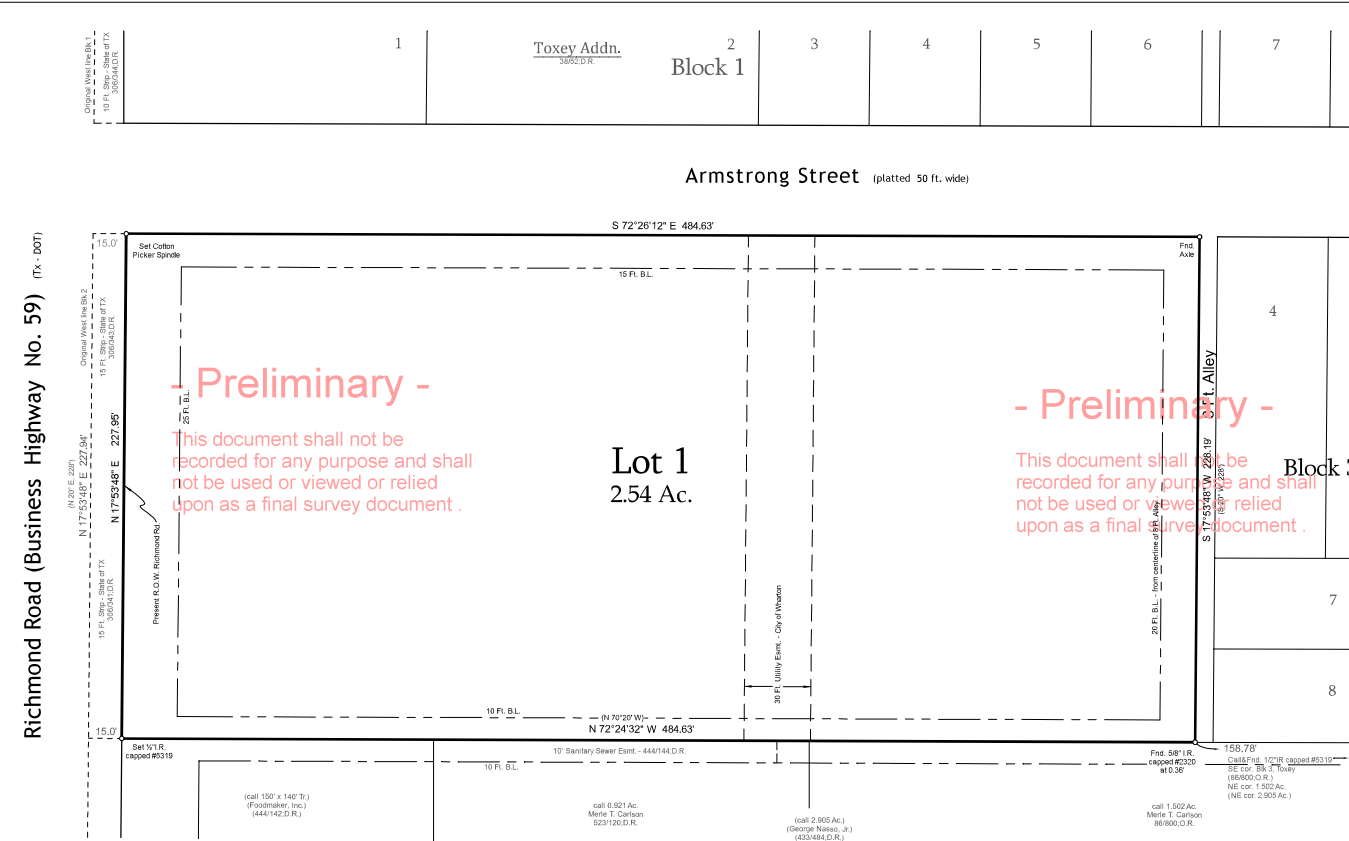 Original West line Blk 1
10 Ft. Strip - State of TX
306/344;D.R.
1
Toxey Addn.
38/52;D.R.
2
Block 1
3
4
5
6
7
Armstrong Street (platted 50 ft. wide)
S 72°26'12" E 484.63'
15.0'
Set Cotton
Picker Spindle
Fnd.
Axle
15 Ft. B.L.
Richmond Road (Business Highway No. 59) (Tx - DOT)
Original West line Blk 2
15 Ft. Strip - State of TX
306/343;D.R.
(N 20° E 228')
N 17°53'48" E 227.94'
N 17°53'48" E 227.95'
15 Ft. Strip - State of TX
306/341;D.R.
Present R.O.W. Richmond Rd
25 Ft. B.L.
- Preliminary -
This document shall not be
recorded for any purpose and shall
not be used or viewed or relied
upon as a final survey document .
Lot 1
2.54 Ac.
30 Ft. Utility Esmt. - City of Wharton
- Preliminary -
This document shall not be
recorded for any purpose and shall
not be used or viewed or relied
upon as a final survey document .
20 Ft. B.L. - from centerline of 8 Ft. Alley
S 17°53'48" W 228.19'
(S 20° W 228')
8 Ft. Alley
4
Block 3
7
8
10 Ft. B.L.
(N 70°20' W)
N 72°24'32" W 484.63'
15.0'
Set ½"I.R.
capped #5319
10' Sanitary Sewer Esmt. - 444/144;D.R.
10 Ft. B.L.
Fnd. 5/8" I.R.
capped #2320
at 0.36'
158.78'
Call&Fnd. 1/2"IR capped #5319
SE cor. Blk 3, Toxey
(86/800;O.R.)
NE cor. 1.502 Ac.
(NE cor. 2.905 Ac.)
(call 150' x 140' Tr.)
(Foodmaker, Inc.)
(444/142;D.R.)
call 0.921 Ac.
Merle T. Carlson
523/120;D.R.
(call 2.905 Ac.)
(George Nasso, Jr.)
(433/484;D.R.)
call 1.502 Ac.
Merle T. Carlson
86/800;O.R.